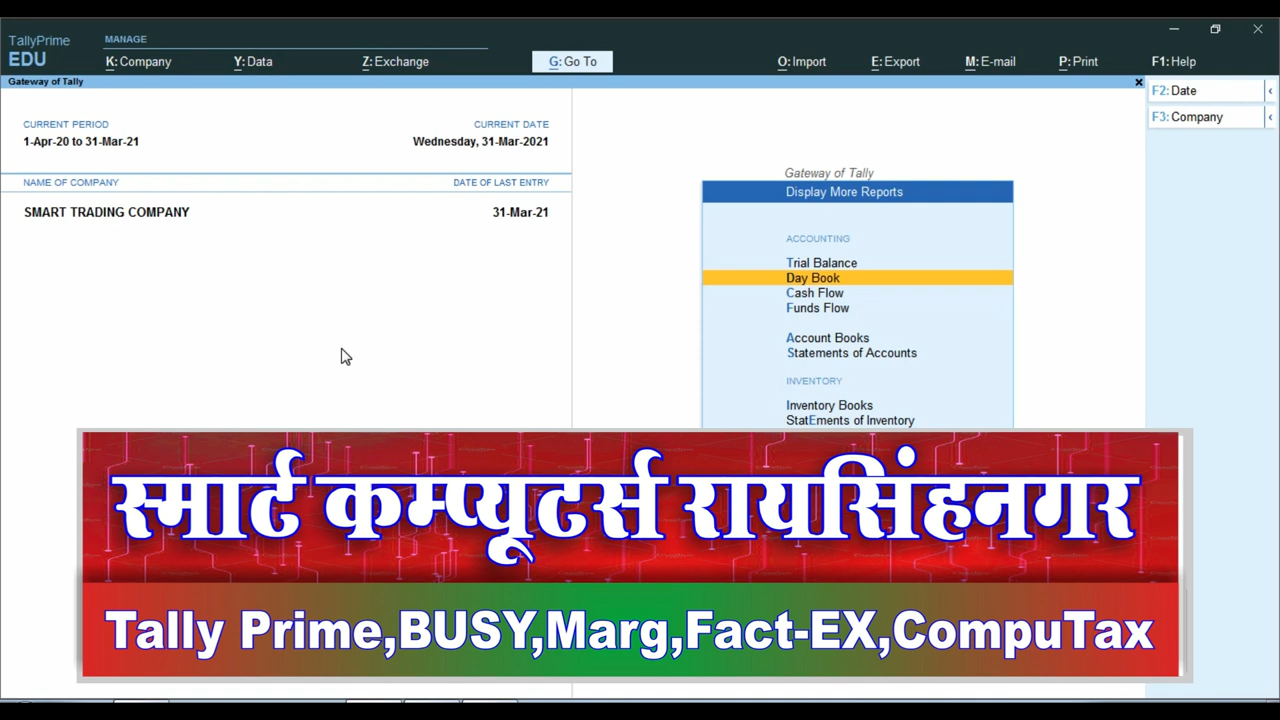 TallyPrime
EDU
MANAGE
K: Company
Y: Data
Z: Exchange
G: Go To
O: Import
E: Export
M: E-mail
P: Print
F1: Help
Gateway of Tally
CURRENT PERIOD
CURRENT DATE
1-Apr-20 to 31-Mar-21
Wednesday, 31-Mar-2021
NAME OF COMPANY
DATE OF LAST ENTRY
SMART TRADING COMPANY
31-Mar-21
Gateway of Tally
Display More Reports
ACCOUNTING
Trial Balance
Day Book
Cash Flow
Funds Flow
Account Books
Statements of Accounts
INVENTORY
Inventory Books
StatEments of Inventory
F2: Date
F3: Company
स्मार्ट कम्प्यूटर्स रायसिंहनगर
Tally Prime,BUSY,Marg,Fact-EX,CompuTax